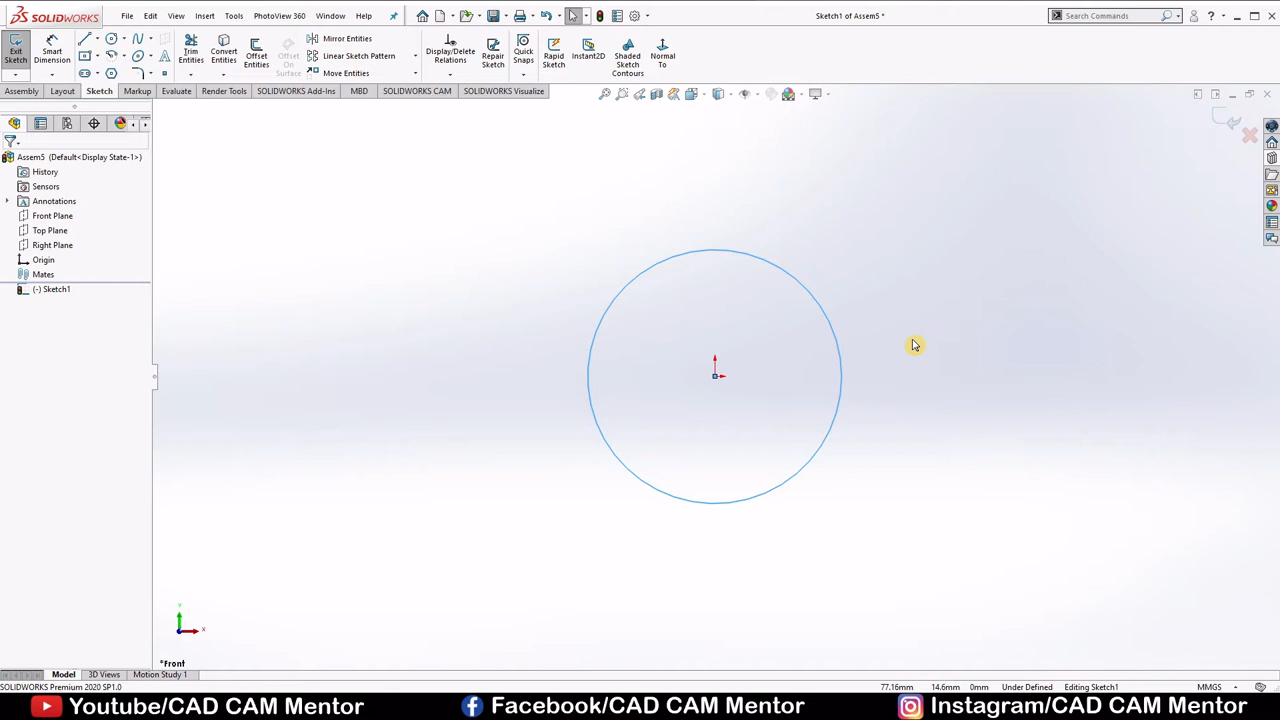 SOLIDWORKS File Edit View Insert Tools PhotoView 360 Window Help Sketch1 of Assem5 * Search Commands ?
Exit Sketch Smart Dimension Trim Entities Convert Entities Offset Entities Offset On Surface Mirror Entities Linear Sketch Pattern Move Entities Display/Delete Relations Repair Sketch Quick Snaps Rapid Sketch Instant2D Shaded Sketch Contours Normal To
Assembly Layout Sketch Markup Evaluate Render Tools SOLIDWORKS Add-Ins MBD SOLIDWORKS CAM SOLIDWORKS Visualize
Assem5 (Default<Display State-1>)
History
Sensors
Annotations
Front Plane
Top Plane
Right Plane
Origin
Mates
(-) Sketch1
Y
X
*Front
Model 3D Views Motion Study 1
SOLIDWORKS Premium 2020 SP1.0 77.16mm 14.6mm 0mm Under Defined Editing Sketch1 MMGS
Youtube/CAD CAM Mentor Facebook/CAD CAM Mentor Instagram/CAD CAM Mentor